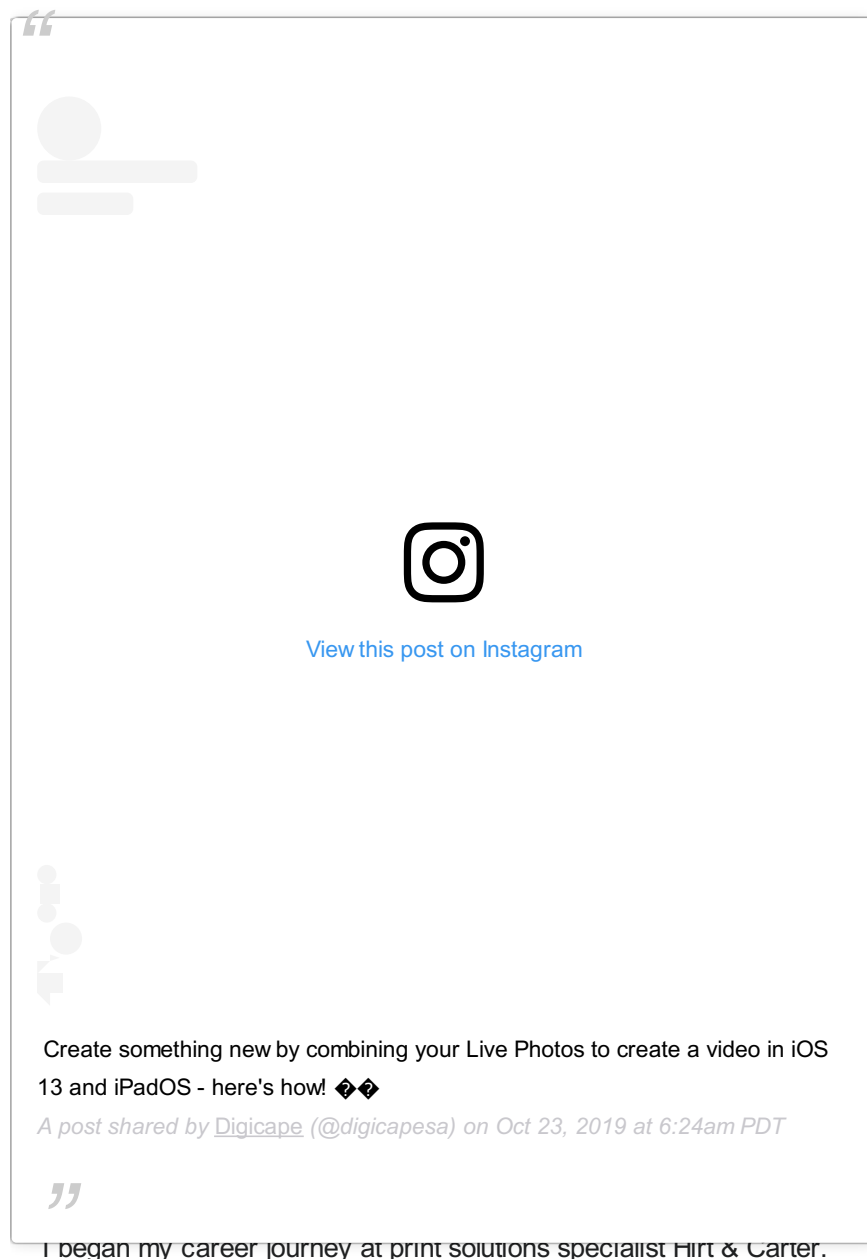 “
View this post on Instagram
Create something new by combining your Live Photos to create a video in iOS
13 and iPadOS - here's how! ��
A post shared by Digicape (@digicapesa) on Oct 23, 2019 at 6:24am PDT
”
I began my career journey at print solutions specialist Hirt & Carter.